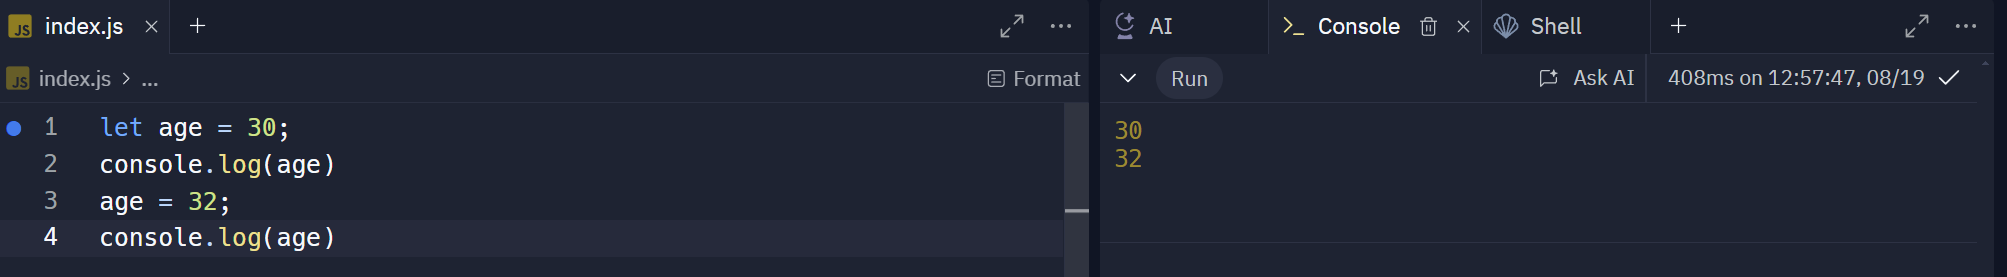 JS index.js
AI
Console
Shell
JS index.js > ...
Format
Run
Ask AI
408ms on 12:57:47, 08/19
1 let age = 30;
2 console.log(age)
3 age = 32;
4 console.log(age)
30
32